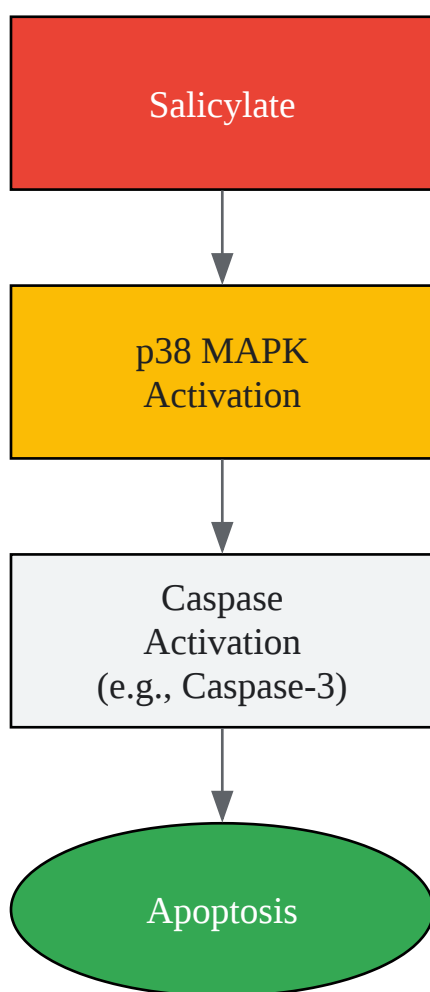 Salicylate
p38 MAPK
Activation
Caspase
Activation
(e.g., Caspase-3)
Apoptosis